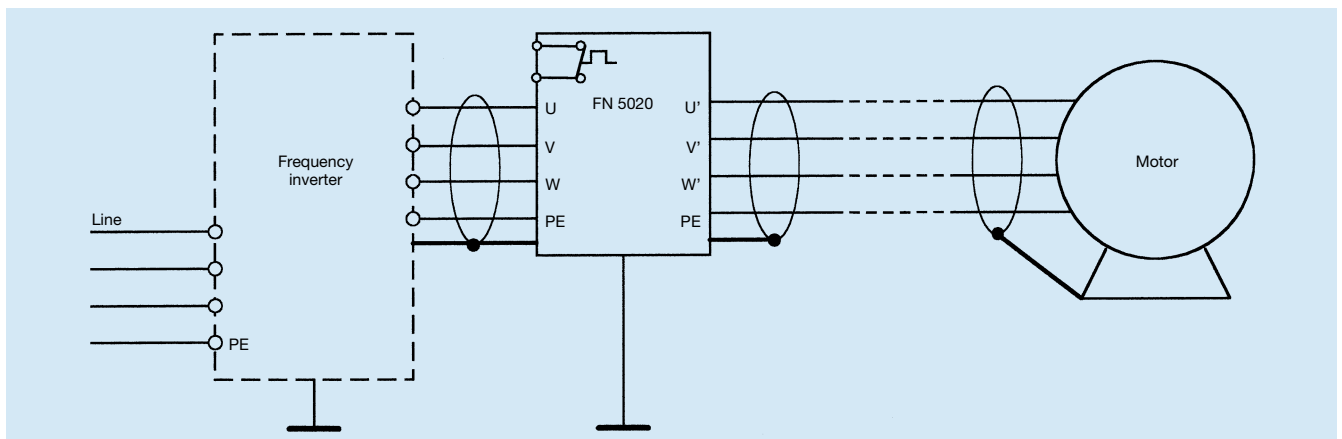 Line
PE
Frequency
inverter
FN 5020
U
V
W
PE
U'
V'
W'
PE
Motor